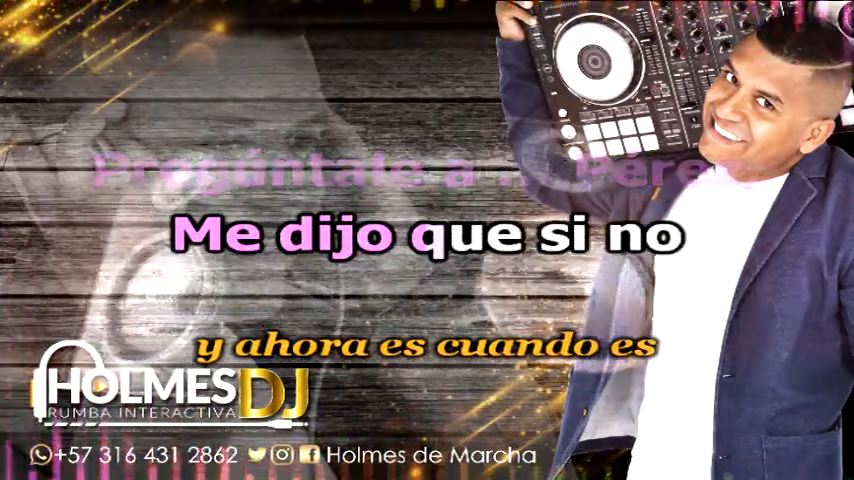 Pregúntale a ... Pérez
Me dijo que si no
y ahora es cuando es
HOLMES DJ
RUMBA INTERACTIVA
+57 316 431 2862
Holmes de Marcha